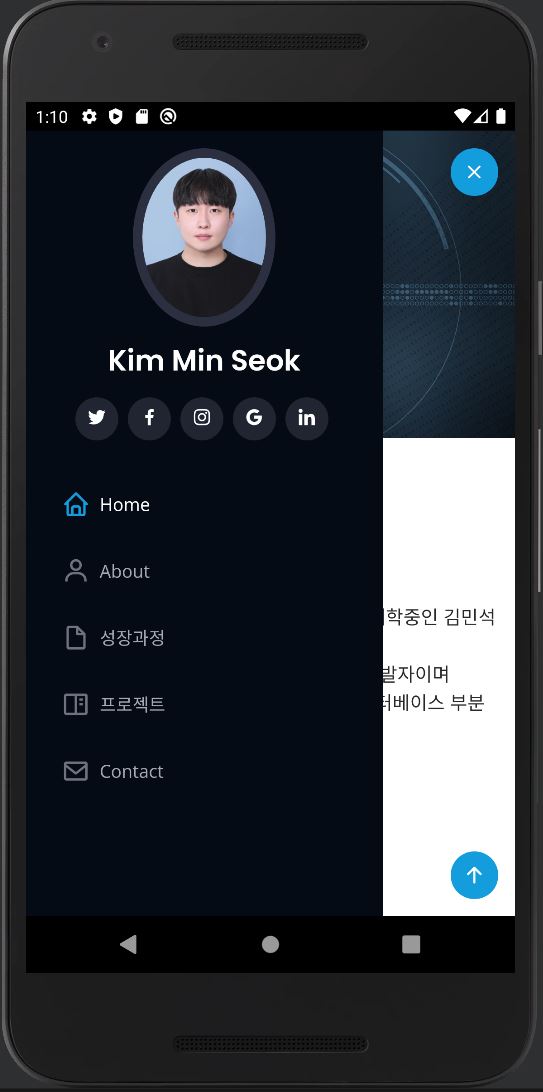 1:10
Kim Min Seok
Home
About
성장과정
프로젝트
Contact
학중인 김민석
발자이며
베이스 부분